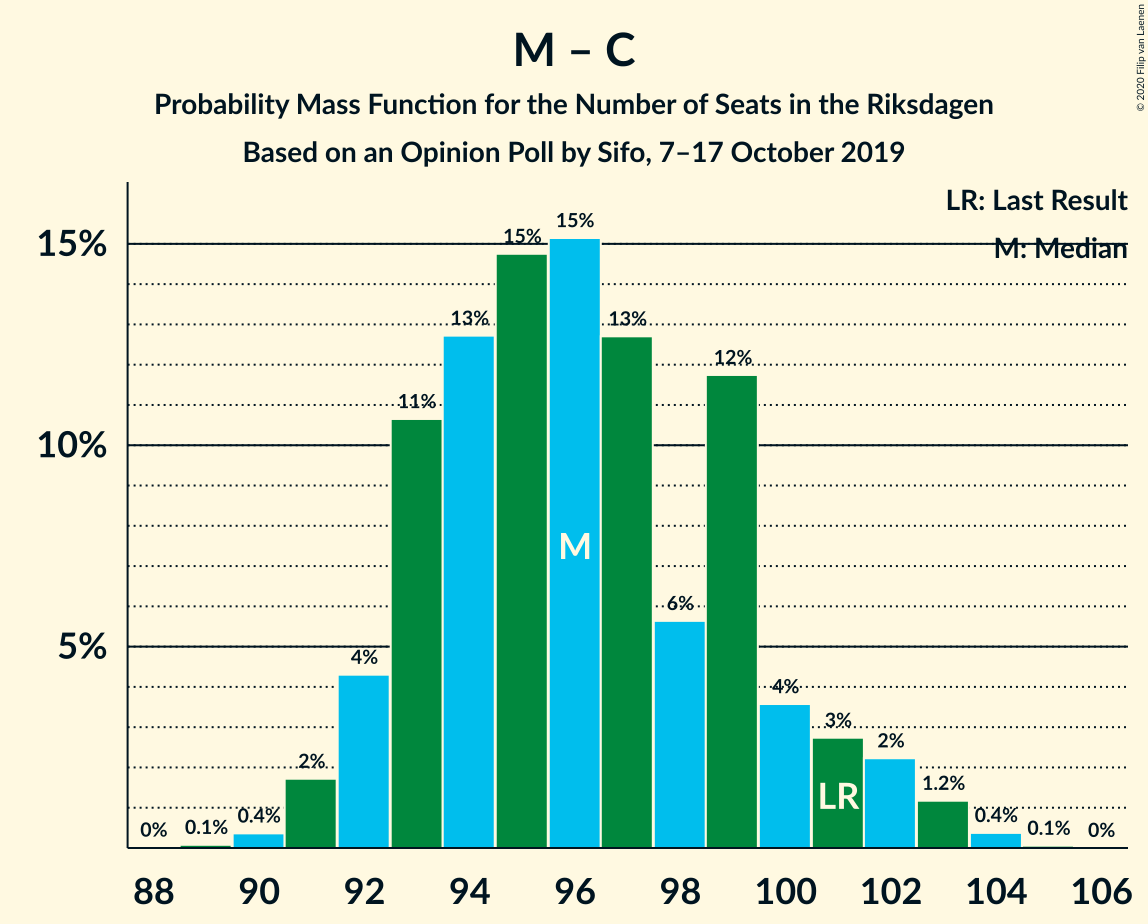 M – C
Probability Mass Function for the Number of Seats in the Riksdagen
Based on an Opinion Poll by Sifo, 7–17 October 2019
© 2020 Filip van Laenen
LR: Last Result
M: Median
15%
10%
5%
0%
0.1%
0.4%
2%
4%
11%
13%
15%
15%
13%
6%
12%
4%
3%
2%
1.2%
0.4%
0.1%
0%
M
LR
88 90 92 94 96 98 100 102 104 106